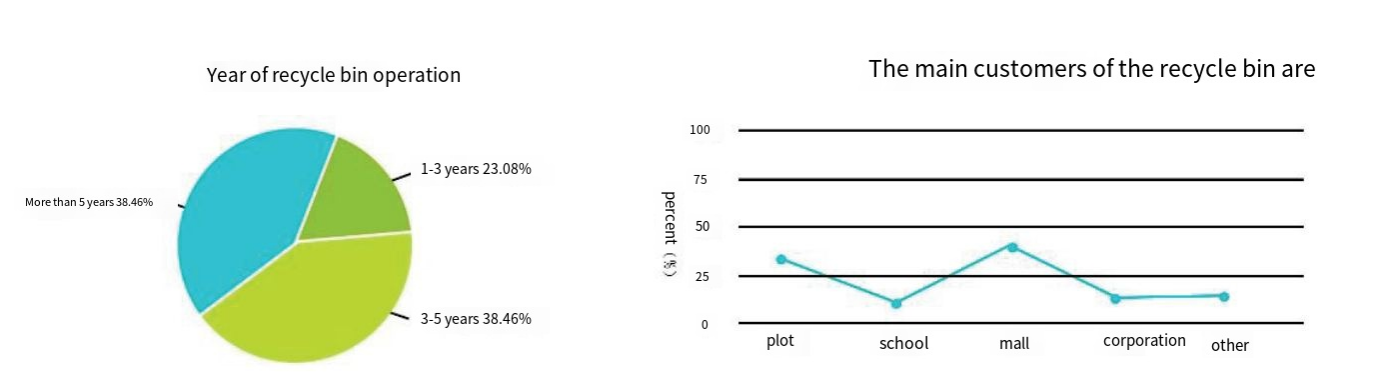 Year of recycle bin operation
1-3 years 23.08%
More than 5 years 38.46%
3-5 years 38.46%
The main customers of the recycle bin are
percent（%）
100
75
50
25
0
plot
school
mall
corporation
other